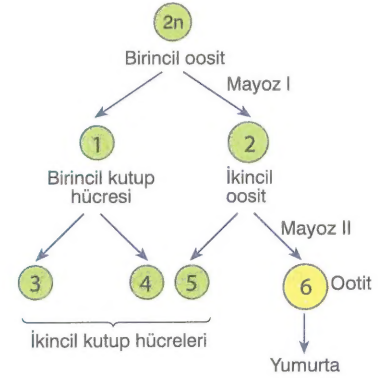 2n
Birincil oosit
Mayoz I
1
2
Birincil kutup
hücresi
İkincil
oosit
Mayoz II
3
4
5
6
Ootit
İkincil kutup hücreleri
Yumurta